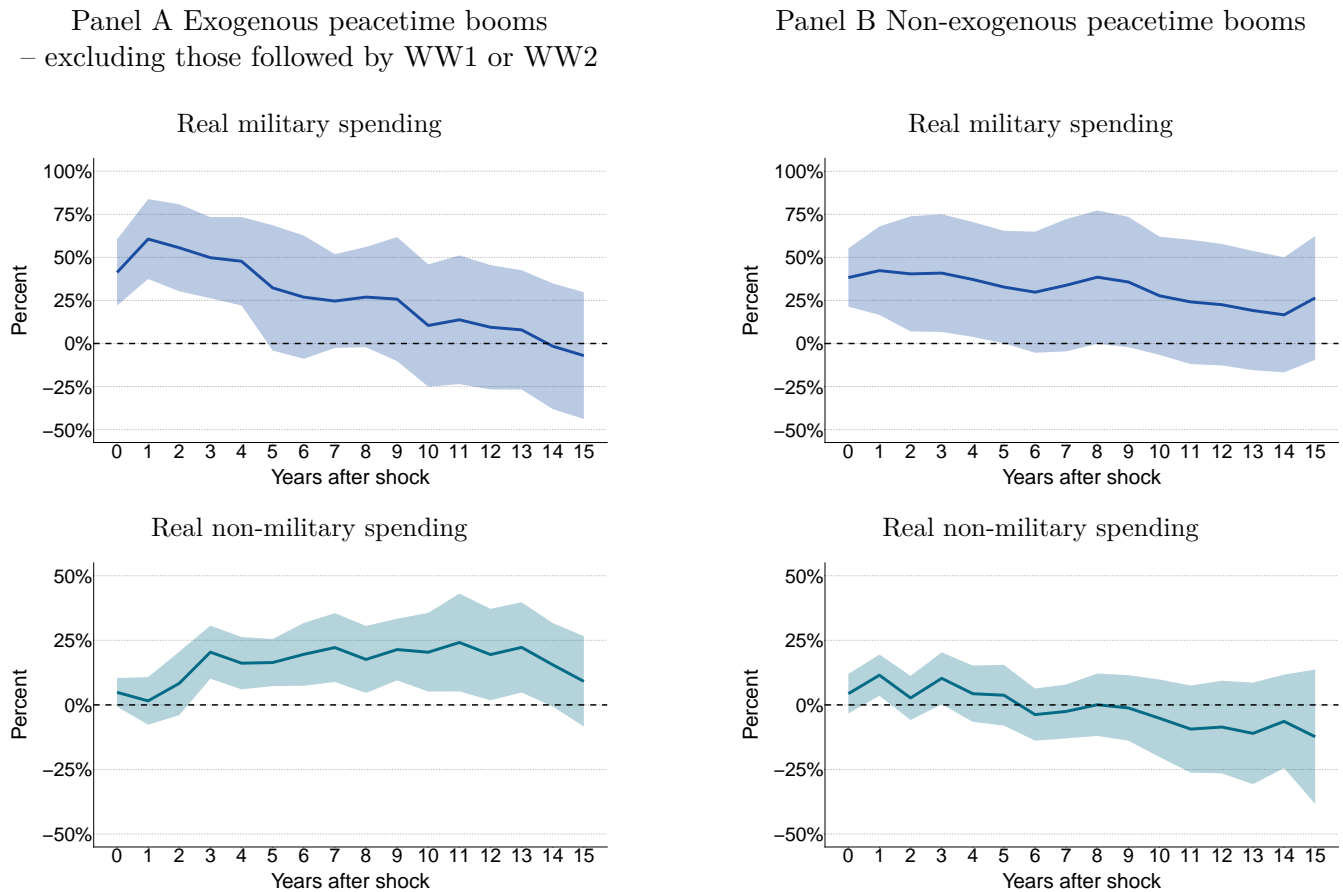 Panel A Exogenous peacetime booms
– excluding those followed by WW1 or WW2
Real military spending
100%
75%
50%
25%
0%
−25%
−50%
Percent
0 1 2 3 4 5 6 7 8 9 10 11 12 13 14 15
Years after shock
Real non-military spending
50%
25%
0%
−25%
−50%
Percent
0 1 2 3 4 5 6 7 8 9 10 11 12 13 14 15
Years after shock
Panel B Non-exogenous peacetime booms
Real military spending
100%
75%
50%
25%
0%
−25%
−50%
Percent
0 1 2 3 4 5 6 7 8 9 10 11 12 13 14 15
Years after shock
Real non-military spending
50%
25%
0%
−25%
−50%
Percent
0 1 2 3 4 5 6 7 8 9 10 11 12 13 14 15
Years after shock